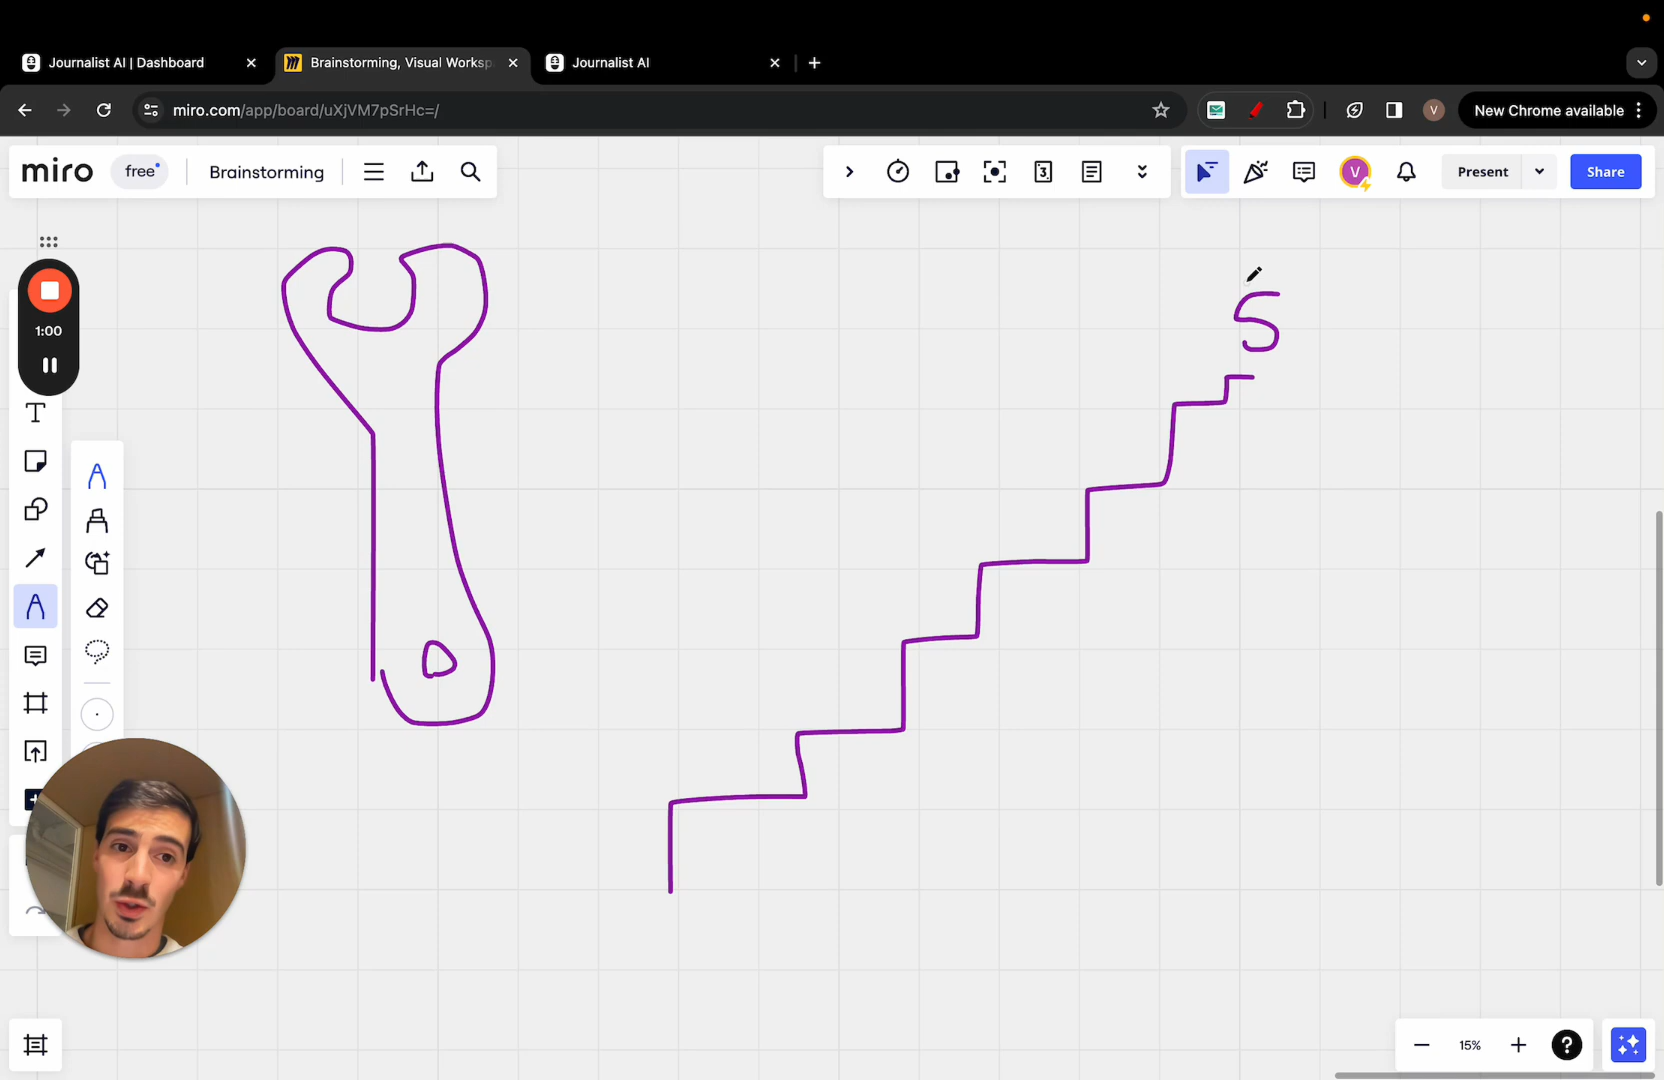 Journalist AI | Dashboard
Brainstorming, Visual Worksp
Journalist AI
miro.com/app/board/uXjVM7pSrHc=/
V
New Chrome available
miro
free
Brainstorming
3
V
Present
Share
1:00
T
S
15%
?